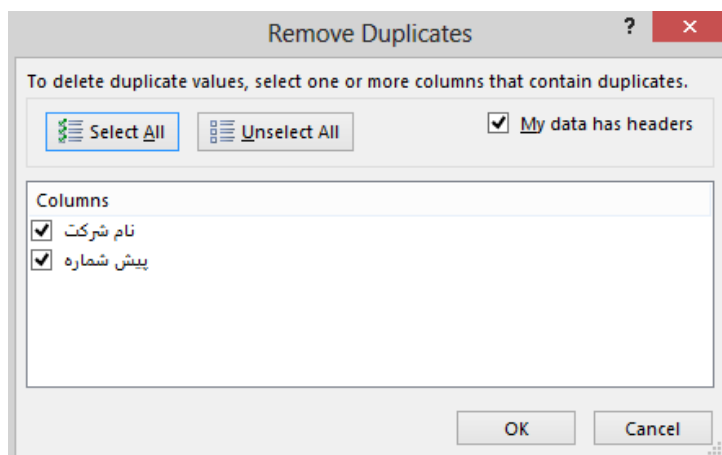 Remove Duplicates
? ×
To delete duplicate values, select one or more columns that contain duplicates.
Select All Unselect All My data has headers
Columns
نام شرکت
پیش شماره
OK Cancel